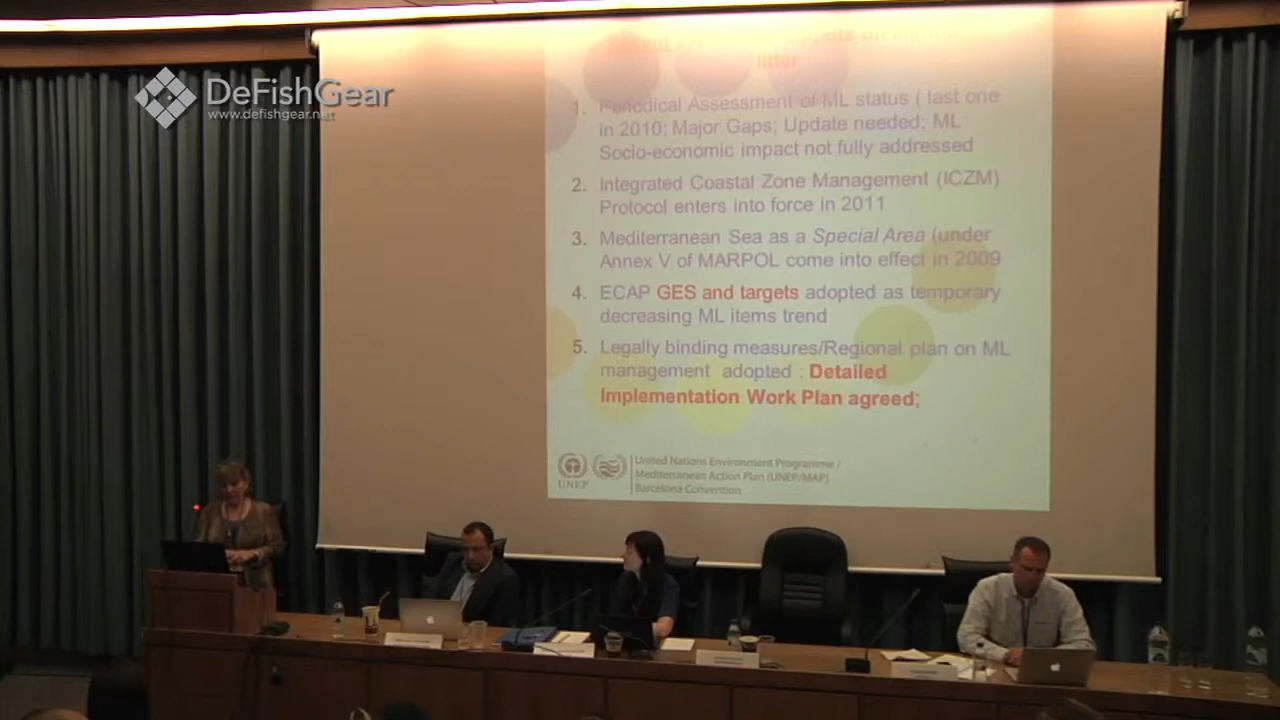 DeFishGear
www.defishgear.net
litter
1. Periodical Assessment of ML status ( last one
in 2010; Major Gaps; Update needed; ML
Socio-economic impact not fully addressed
2. Integrated Coastal Zone Management (ICZM)
Protocol enters into force in 2011
3. Mediterranean Sea as a Special Area (under
Annex V of MARPOL come into effect in 2009
4. ECAP GES and targets adopted as temporary
decreasing ML items trend
5. Legally binding measures/Regional plan on ML
management adopted : Detailed
Implementation Work Plan agreed;
UNEP
United Nations Environment Programme /
Mediterranean Action Plan (UNEP/MAP)
Barcelona Convention